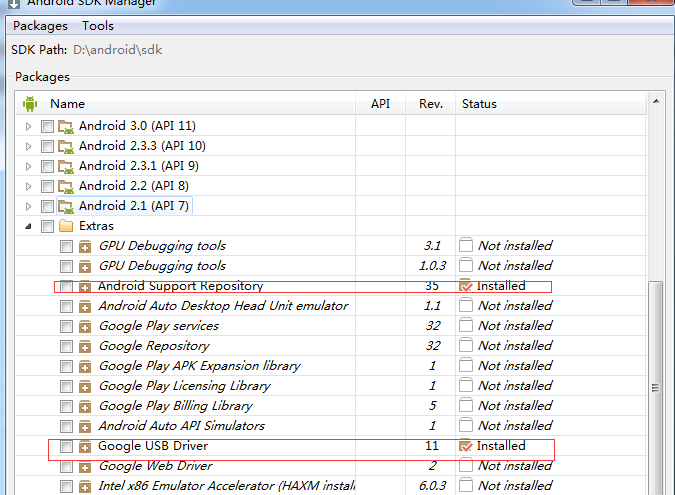 Android SDK Manager
Packages Tools
SDK Path: D:\android\sdk
Packages
Name API Rev. Status
Android 3.0 (API 11)
Android 2.3.3 (API 10)
Android 2.3.1 (API 9)
Android 2.2 (API 8)
Android 2.1 (API 7)
Extras
GPU Debugging tools 3.1 Not installed
GPU Debugging tools 1.0.3 Not installed
Android Support Repository 35 Installed
Android Auto Desktop Head Unit emulator 1.1 Not installed
Google Play services 32 Not installed
Google Repository 32 Not installed
Google Play APK Expansion library 1 Not installed
Google Play Licensing Library 1 Not installed
Google Play Billing Library 5 Not installed
Android Auto API Simulators 1 Not installed
Google USB Driver 11 Installed
Google Web Driver 2 Not installed
Intel x86 Emulator Accelerator (HAXM instal 6.0.3 Not installed